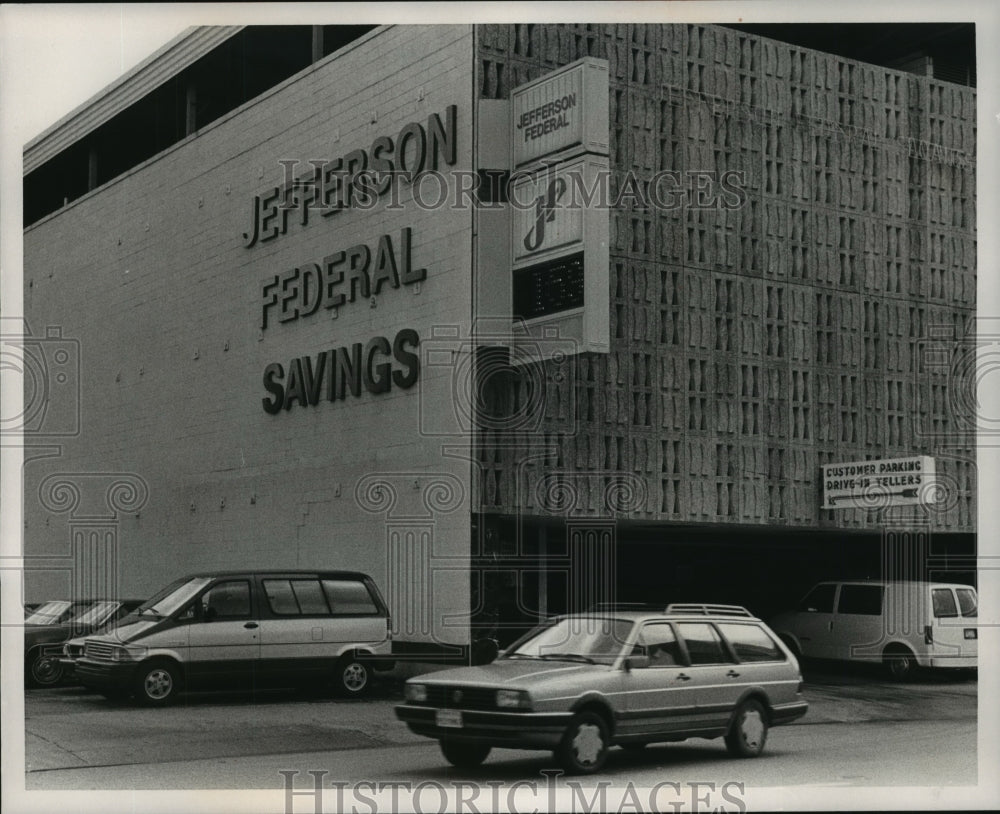 JEFFERSON
FEDERAL
SAVINGS
JEFFERSON
FEDERAL
CUSTOMER PARKING
DRIVE-IN TELLERS
HISTORIC IMAGES
HISTORIC IMAGES